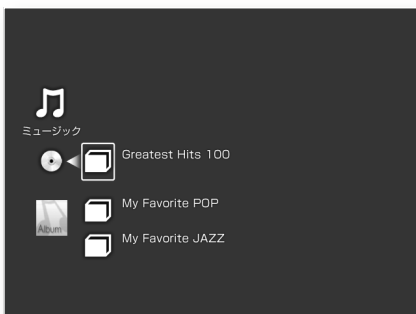 ミュージック
Greatest Hits 100
My Favorite POP
Album
My Favorite JAZZ